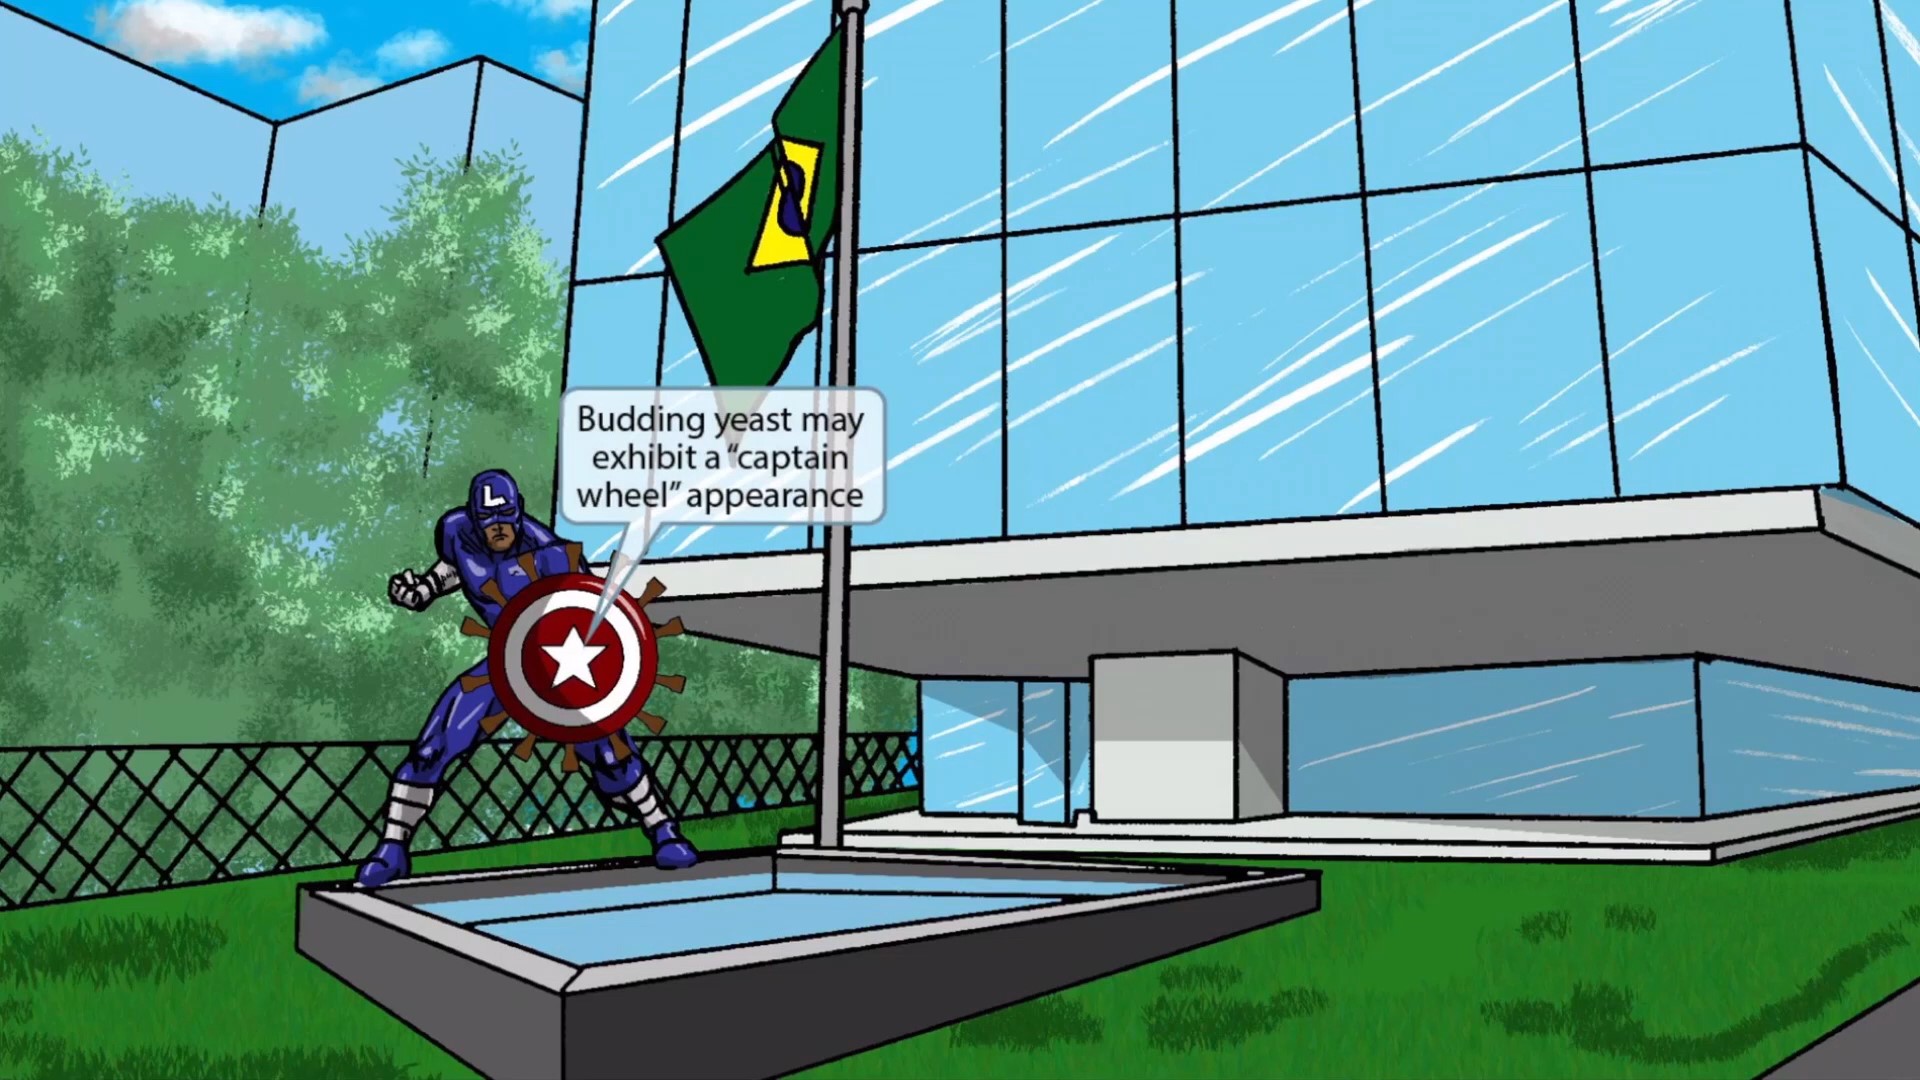 Budding yeast may
exhibit a “captain
wheel” appearance
L